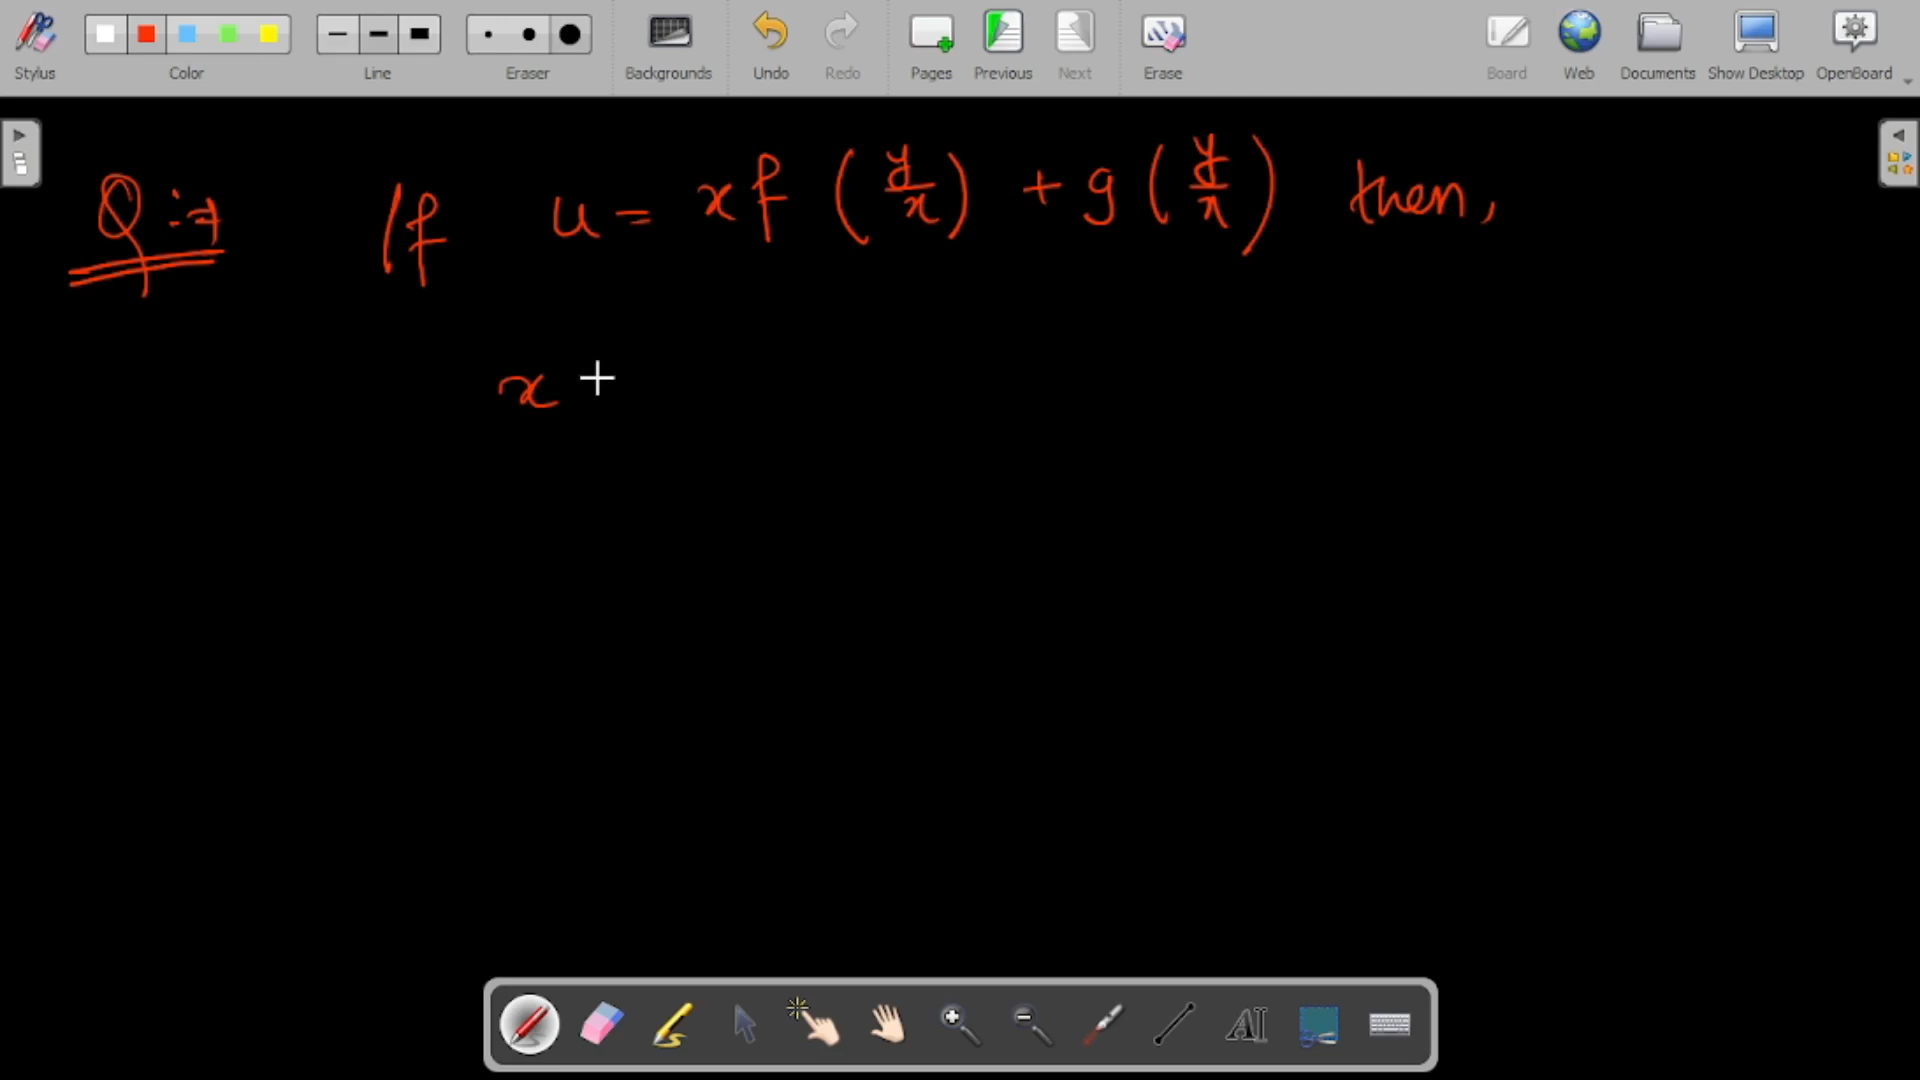 Stylus Color Line Eraser Backgrounds Undo Redo Pages Previous Next Erase Board Web Documents Show Desktop OpenBoard
Q :→ If u = x f (y/x) + g (y/x) then,
x